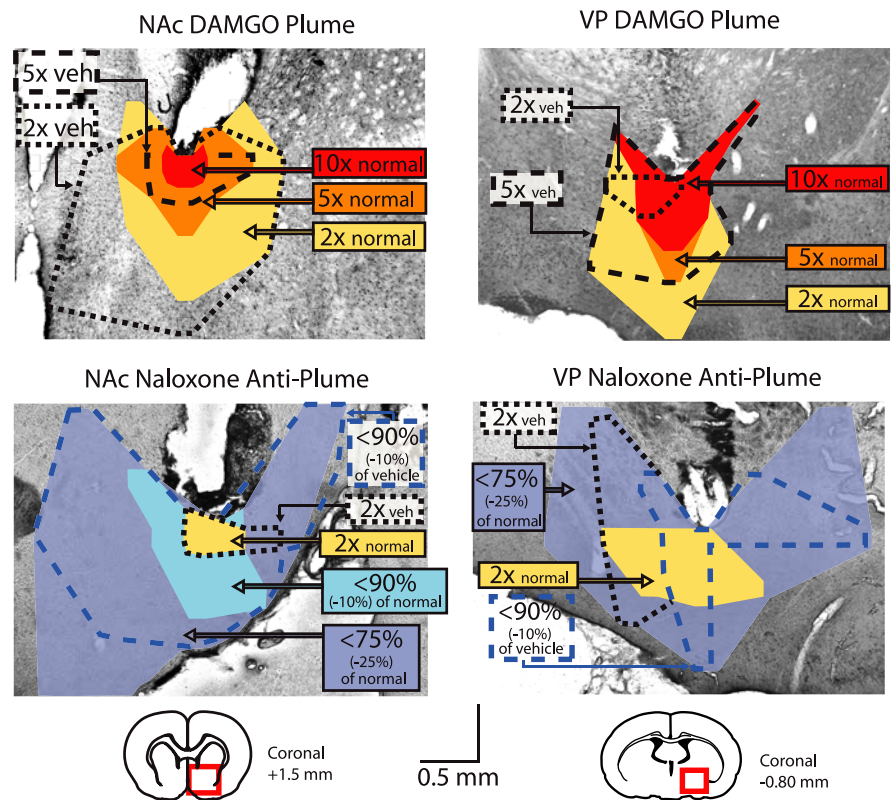 NAc DAMGO Plume
5x veh
2x veh
10x normal
5x normal
2x normal
VP DAMGO Plume
2x veh
5x veh
10x normal
5x normal
2x normal
NAc Naloxone Anti-Plume
<90%
(-10%)
of vehicle
2x veh
2x normal
<90%
(-10%) of normal
<75%
(-25%)
of normal
VP Naloxone Anti-Plume
2x veh
<75%
(-25%)
of normal
2x normal
<90%
(-10%)
of vehicle
Coronal
+1.5 mm
0.5 mm
Coronal
-0.80 mm